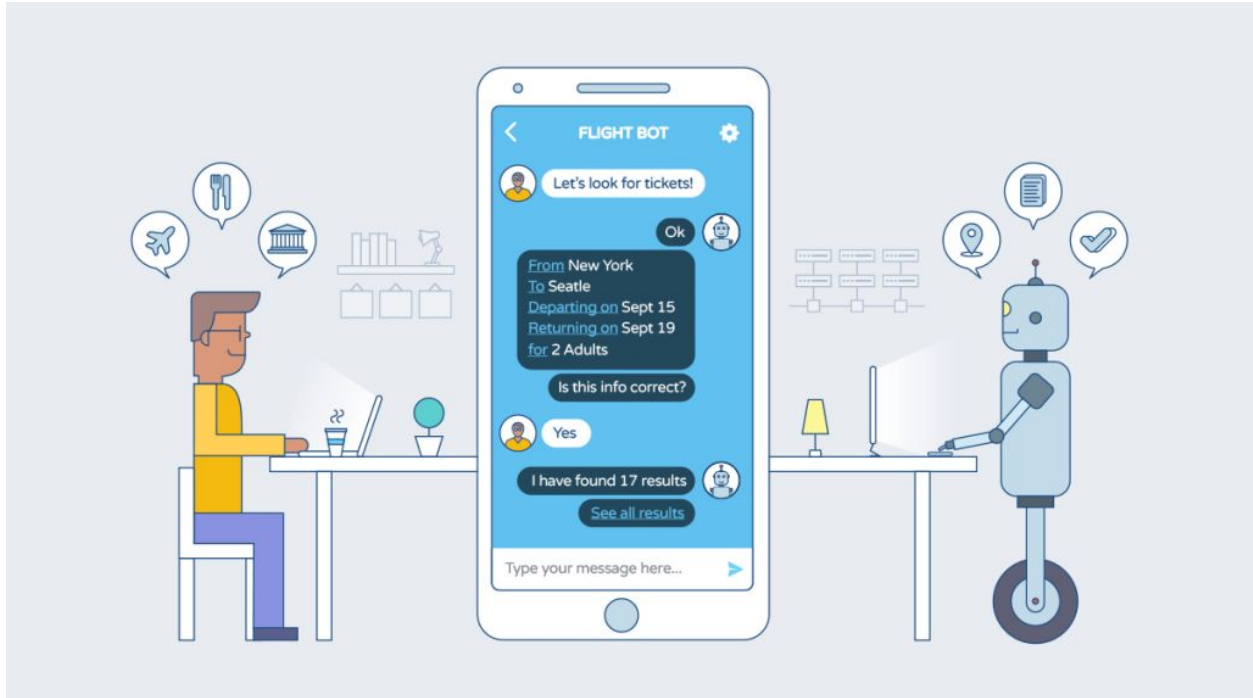 FLIGHT BOT
Let's look for tickets!
Ok
From New York
To Seatle
Departing on Sept 15
Returning on Sept 19
for 2 Adults
Is this info correct?
Yes
I have found 17 results
See all results
Type your message here...